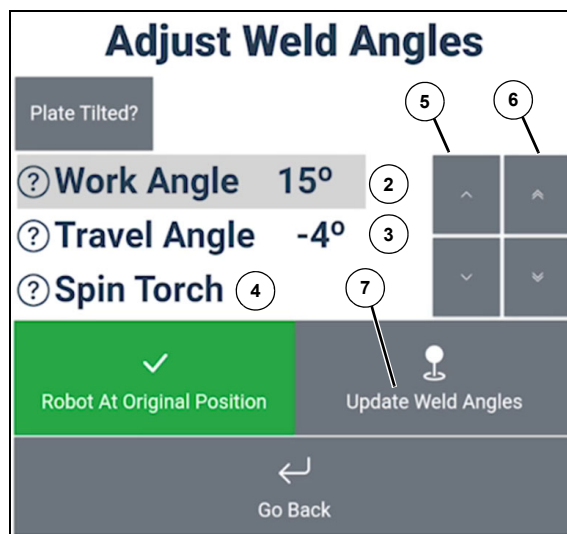 Adjust Weld Angles
Plate Tilted?
5
6
? Work Angle 15º 2
? Travel Angle -4º 3
? Spin Torch 4
7
Robot At Original Position
Update Weld Angles
Go Back